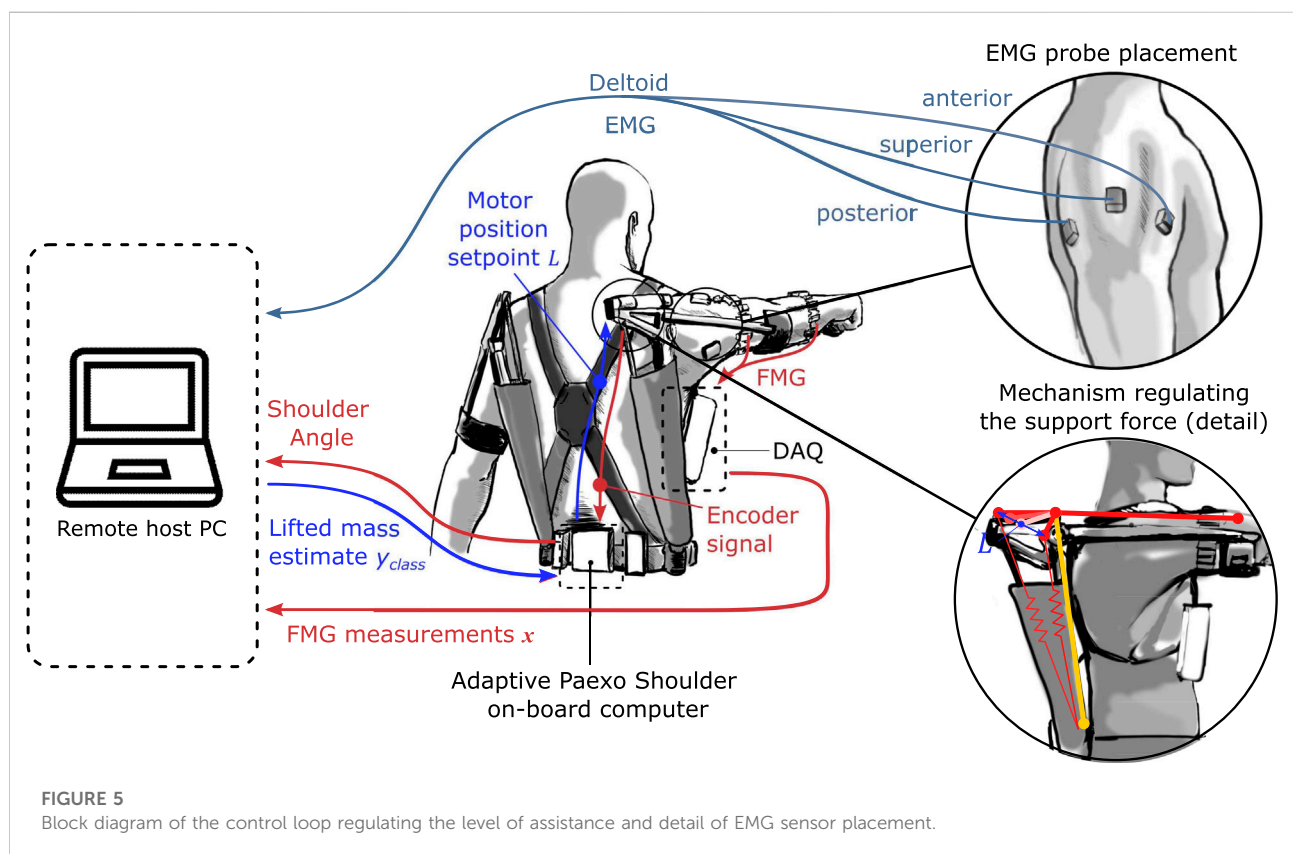 EMG probe placement
Deltoid
EMG
anterior
superior
posterior
Motor
position
setpoint L
FMG
Mechanism regulating
the support force (detail)
Shoulder
Angle
DAQ
Remote host PC
Lifted mass
estimate y_class
Encoder
signal
L
FMG measurements x
Adaptive Paexo Shoulder
on-board computer
FIGURE 5
Block diagram of the control loop regulating the level of assistance and detail of EMG sensor placement.